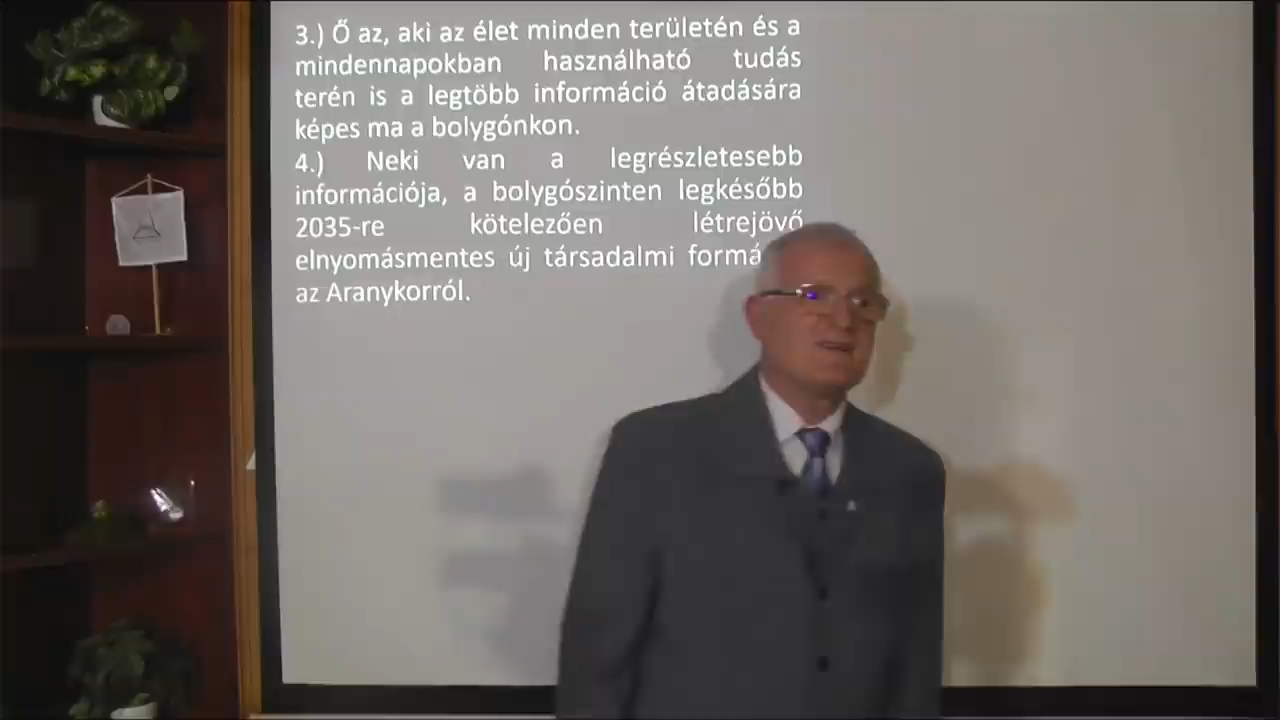 3.) Ő az, aki az élet minden területén és a
mindennapokban használható tudás
terén is a legtöbb információ átadására
képes ma a bolygónkon.
4.) Neki van a legrészletesebb
információja, a bolygószinten legkésőbb
2035-re kötelezően létrejövő
elnyomásmentes új társadalmi
az Aranykorról.